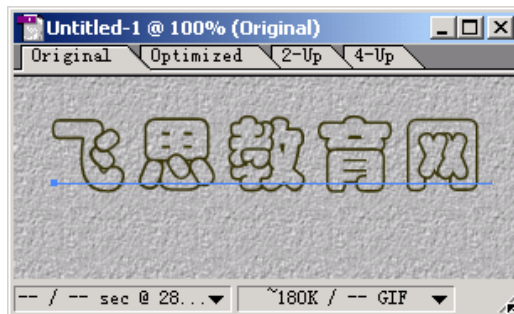 Untitled-1 @ 100% (Original)
Original Optimized 2-Up 4-Up
飞思教育网
-- / -- sec @ 28... ~180K / -- GIF